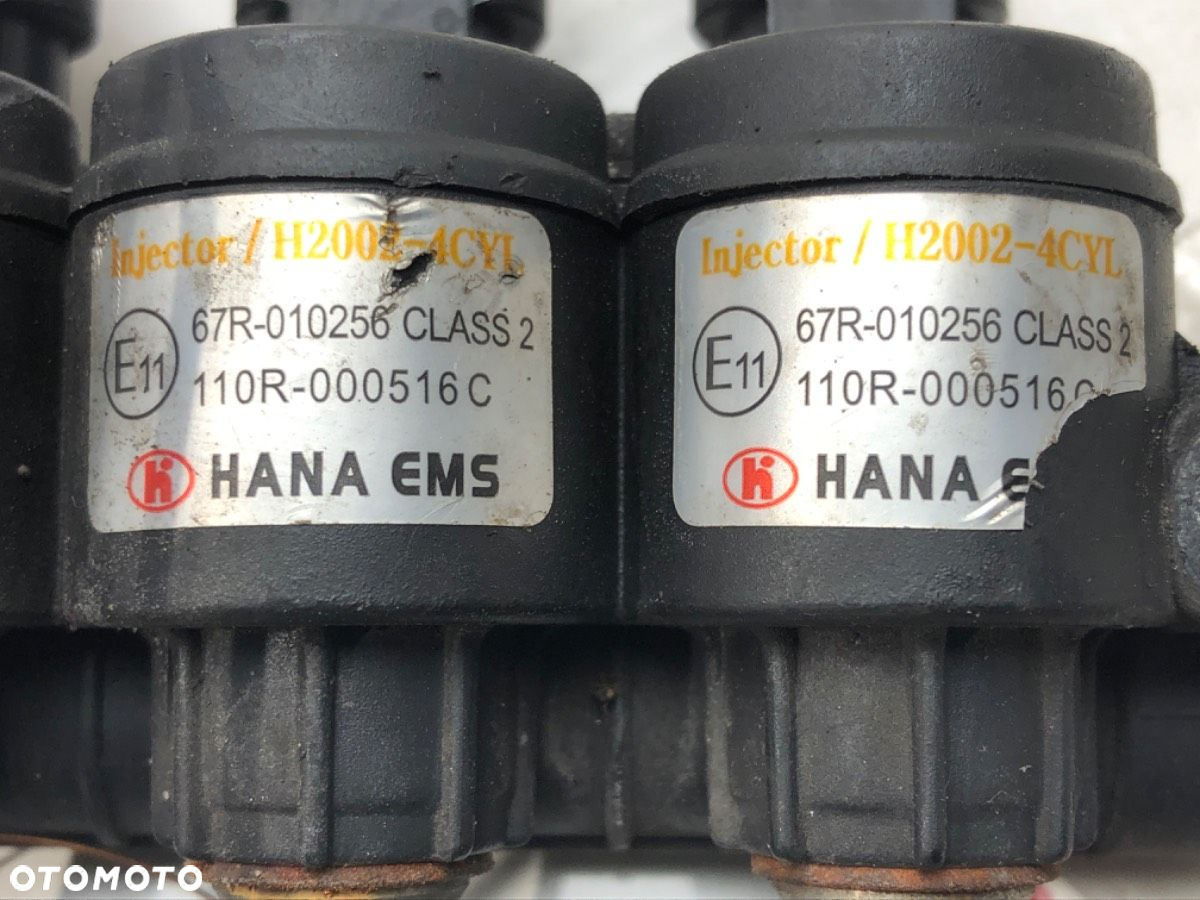 Injector / H2002-4CYL
E11
67R-010256 CLASS 2
110R-000516 C
HANA EMS
Injector / H2002-4CYL
E11
67R-010256 CLASS 2
110R-000516
HANA
OTOMOTO